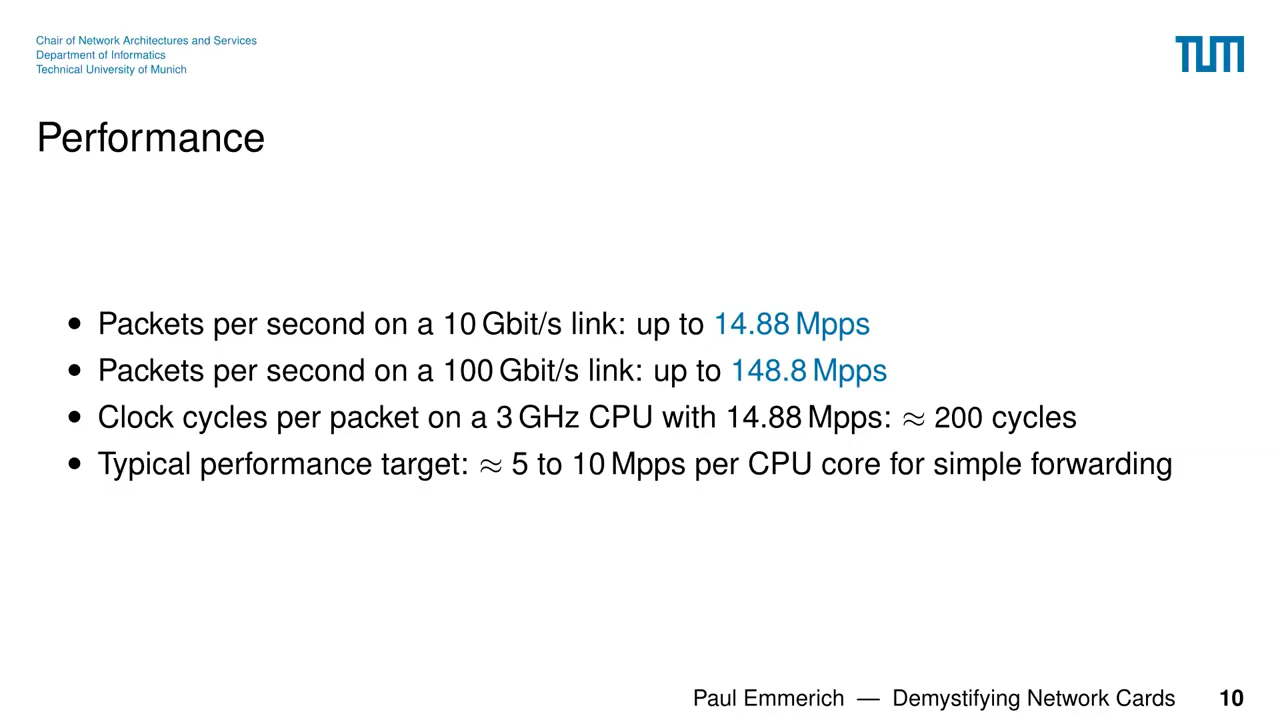 Chair of Network Architectures and Services
Department of Informatics
Technical University of Munich
TUM
Performance
• Packets per second on a 10 Gbit/s link: up to 14.88 Mpps
• Packets per second on a 100 Gbit/s link: up to 148.8 Mpps
• Clock cycles per packet on a 3 GHz CPU with 14.88 Mpps: ≈ 200 cycles
• Typical performance target: ≈ 5 to 10 Mpps per CPU core for simple forwarding
Paul Emmerich — Demystifying Network Cards 10